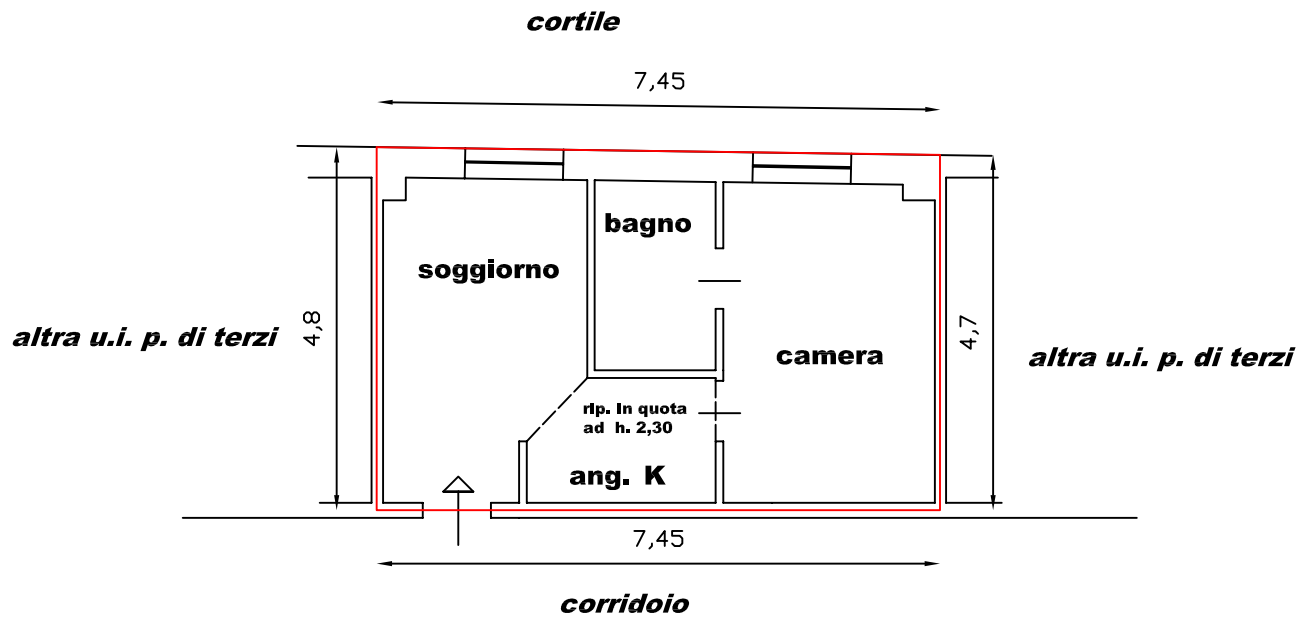 cortile
7,45
bagno
soggiorno
4,8
4,7
altra u.i. p. di terzi
camera
altra u.i. p. di terzi
rip. in quota
ad h. 2,30
ang. K
7,45
corridoio